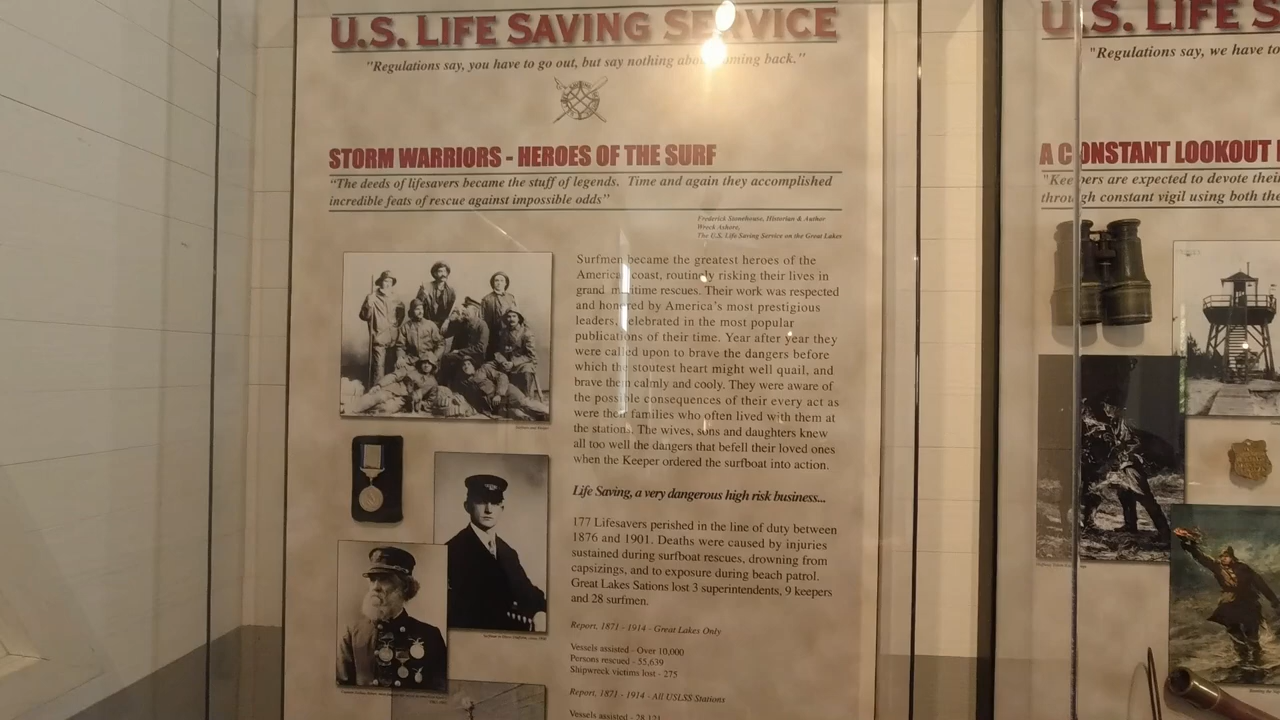 U.S. LIFE SAVING SERVICE
"Regulations say, you have to go out, but say nothing about coming back."
STORM WARRIORS - HEROES OF THE SURF
"The deeds of lifesavers became the stuff of legends. Time and again they accomplished
incredible feats of rescue against impossible odds"
Frederick Stonehouse, Historian & Author
Wreck Ashore,
The U.S. Life Saving Service on the Great Lakes
Surfmen became the greatest heroes of the
American coast, routinely risking their lives in
grand maritime rescues. Their work was respected
and honored by America's most prestigious
leaders, celebrated in the most popular
publications of their time. Year after year they
were called upon to brave the dangers before
which the stoutest heart might well quail, and
brave them calmly and cooly. They were aware of
the possible consequences of their every act as
were their families who often lived with them at
the stations. The wives, sons and daughters knew
all too well the dangers that befell their loved ones
when the Keeper ordered the surfboat into action.
Life Saving, a very dangerous high risk business...
177 Lifesavers perished in the line of duty between
1876 and 1901. Deaths were caused by injuries
sustained during surfboat rescues, drowning from
capsizings, and to exposure during beach patrol.
Great Lakes Sations lost 3 superintendents, 9 keepers
and 28 surfmen.
Report, 1871 - 1914 - Great Lakes Only
Vessels assisted - Over 10,000
Persons rescued - 55,639
Shipwreck victims lost - 275
Report, 1871 - 1914 - All USLSS Stations
Vessels assisted - 28,121
U.S. LIFE S
"Regulations say, we have to
A CONSTANT LOOKOUT
"Keepers are expected to devote their
through constant vigil using both the